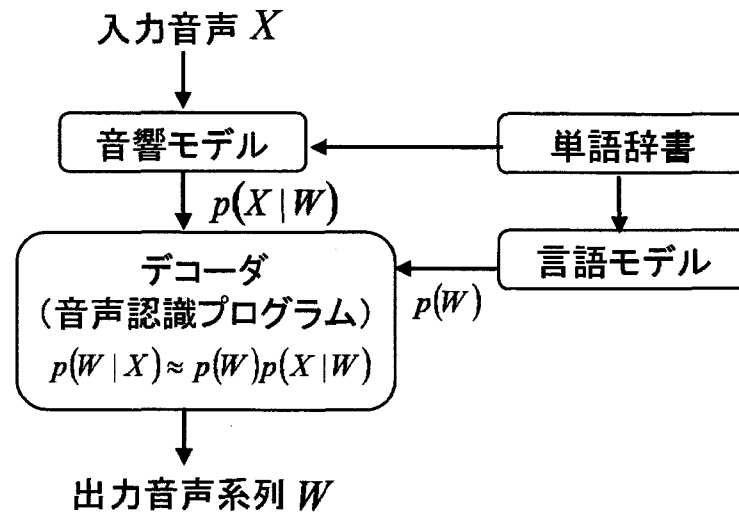 入力音声 X
音響モデル
単語辞書
p(X | W)
言語モデル
デコーダ
(音声認識プログラム)
p(W)
p(W | X) ≈ p(W)p(X | W)
出力音声系列 W